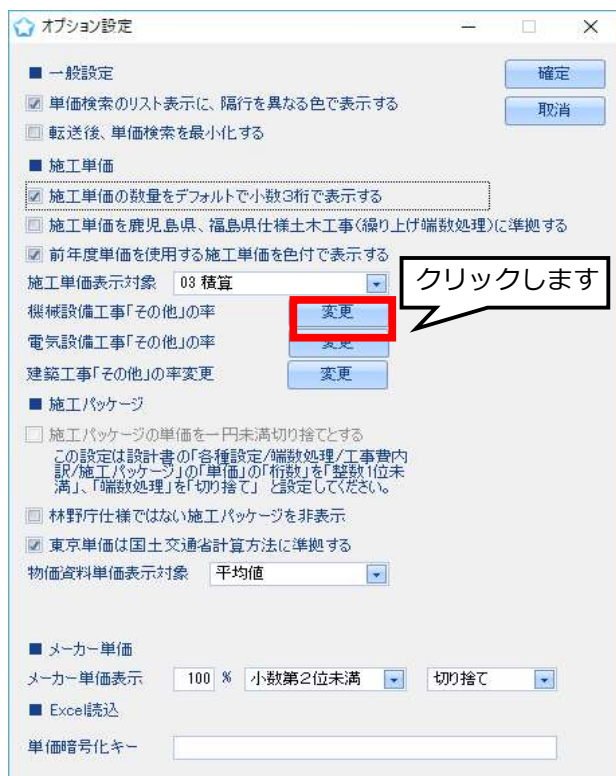 オプション設定
■ 一般設定
確定
単価検索のリスト表示に、隔行を異なる色で表示する
取消
転送後、単価検索を最小化する
■ 施工単価
施工単価の数量をデフォルトで小数3桁で表示する
施工単価を鹿児島県、福島県仕様土木工事(繰り上げ端数処理)に準拠する
前年度単価を使用する施工単価を色付で表示する
施工単価表示対象 03 積算
クリックします
機械設備工事「その他」の率 変更
電気設備工事「その他」の率 変更
建築工事「その他」の率変更 変更
■ 施工パッケージ
施工パッケージの単価を一円未満切り捨てとする
この設定は設計書の「各種設定/端数処理/工事費内
訳/施工パッケージ」の「単価」の「桁数」を「整数1位未
満」、「端数処理」を「切り捨て」 と設定してください。
林野庁仕様ではない施工パッケージを非表示
東京単価は国土交通省計算方法に準拠する
物価資料単価表示対象 平均値
■ メーカー単価
メーカー単価表示 100 % 小数第2位未満 切り捨て
■ Excel読込
単価暗号化キー